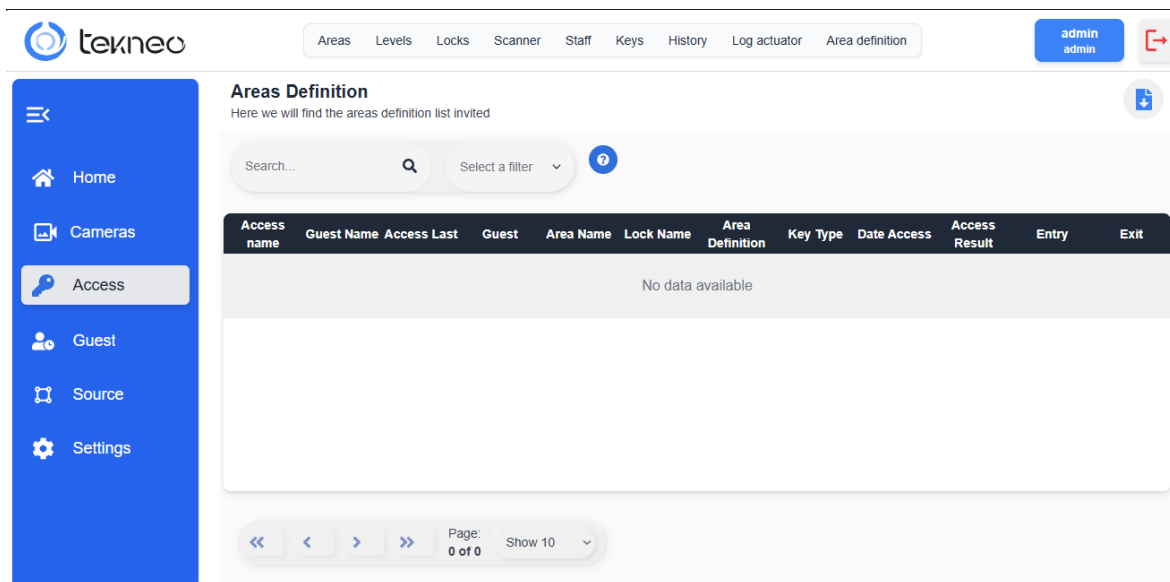 tekneo
Areas Levels Locks Scanner Staff Keys History Log actuator Area definition
admin
admin
Areas Definition
Here we will find the areas definition list invited
Home
Cameras
Access
Guest
Source
Settings
Search...
Select a filter
?
Access name Guest Name Access Last Guest Area Name Lock Name Area Definition Key Type Date Access Access Result Entry Exit
No data available
Page:
0 of 0
Show 10